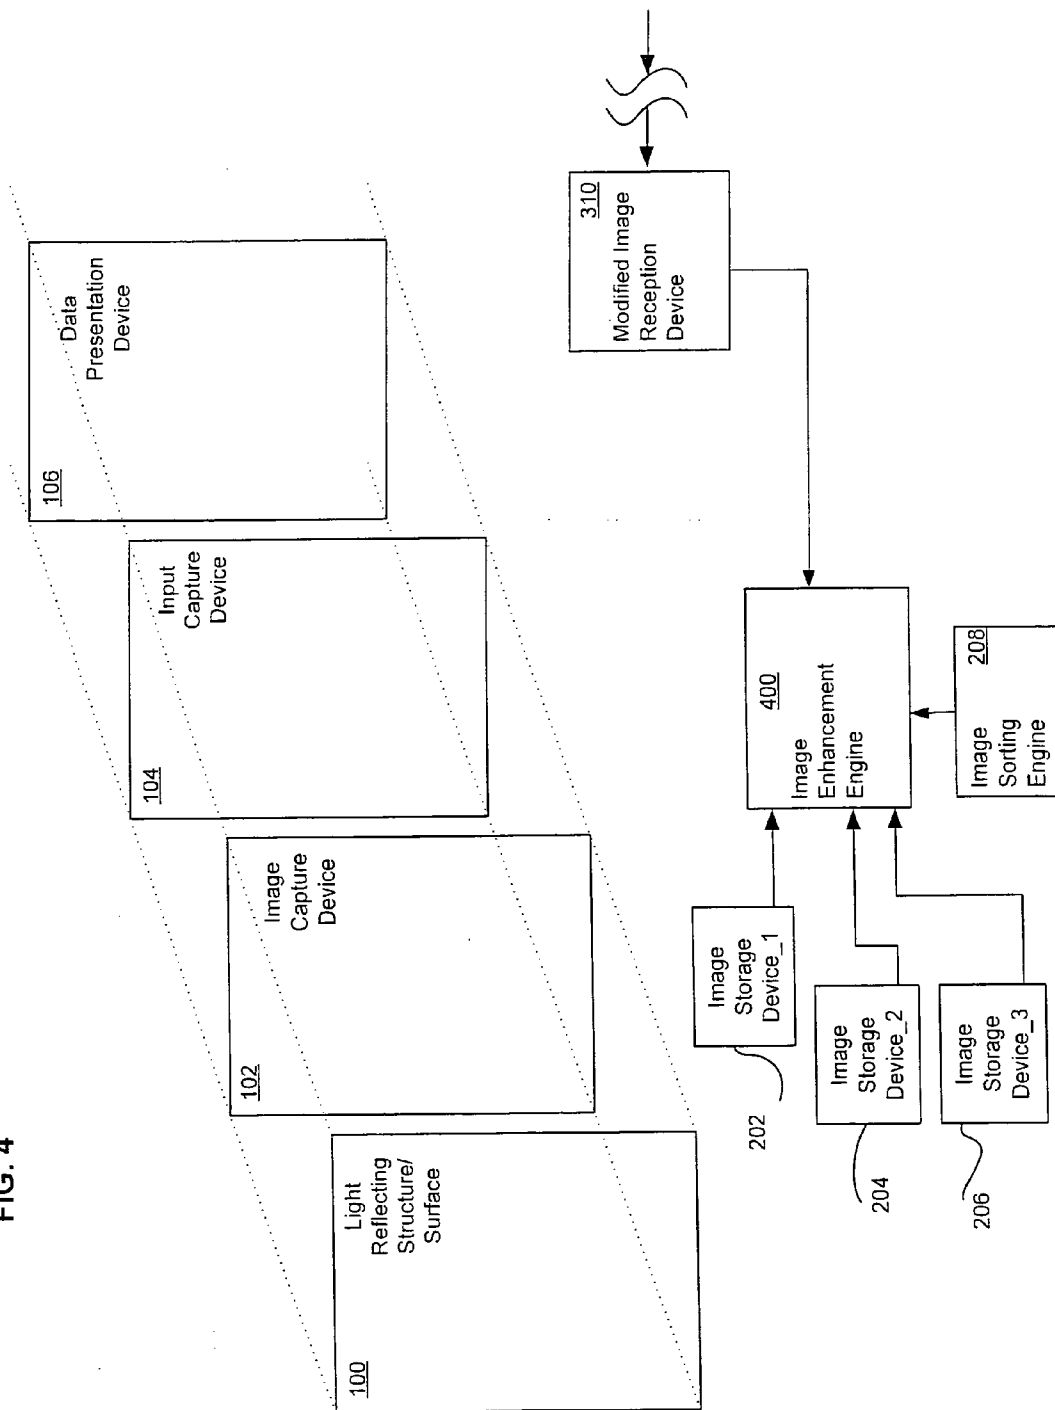 FIG. 4
100
Light
Reflecting
Structure/
Surface
102
Image
Capture
Device
104
Input
Capture
Device
106
Data
Presentation
Device
202
Image
Storage
Device_1
204
Image
Storage
Device_2
206
Image
Storage
Device_3
400
Image
Enhancement
Engine
208
Image
Sorting
Engine
310
Modified Image
Reception
Device